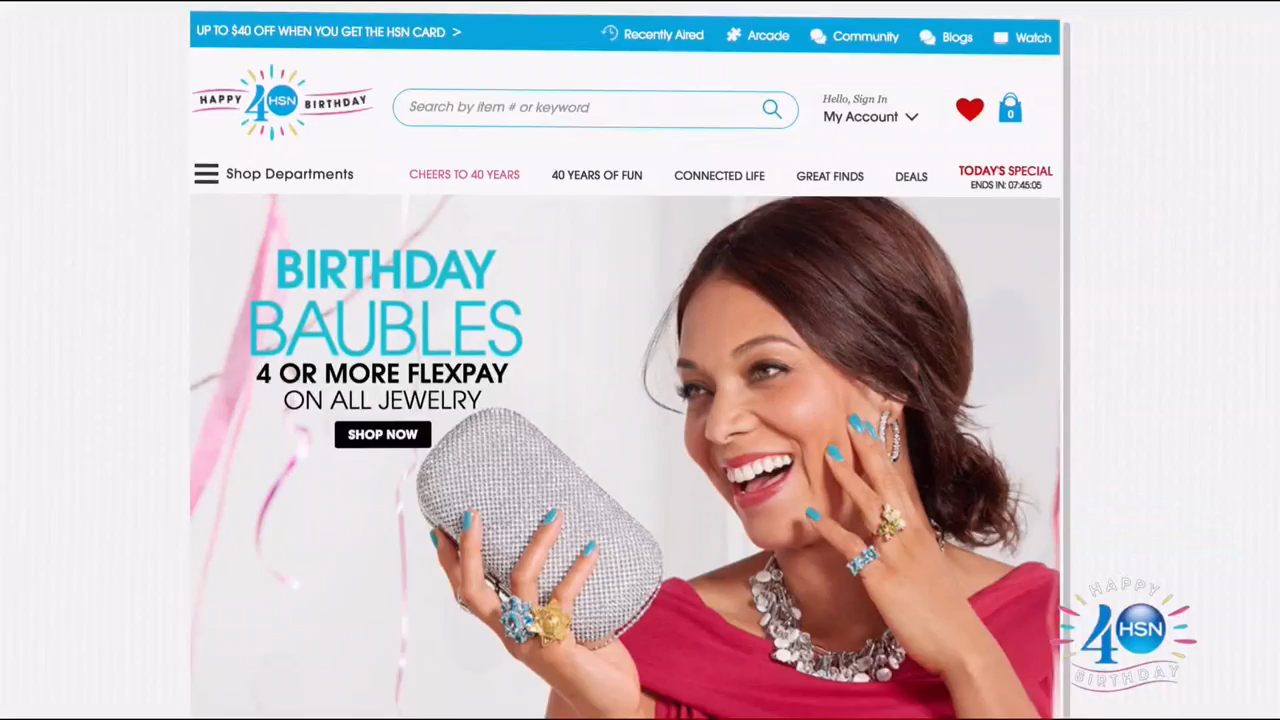 UP TO $40 OFF WHEN YOU GET THE HSN CARD >
Recently Aired
Arcade
Community
Blogs
Watch
HAPPY 40 HSN BIRTHDAY
Search by item # or keyword
Hello, Sign In
My Account
0
Shop Departments
CHEERS TO 40 YEARS
40 YEARS OF FUN
CONNECTED LIFE
GREAT FINDS
DEALS
TODAY'S SPECIAL
ENDS IN: 07:45:05
BIRTHDAY
BAUBLES
4 OR MORE FLEXPAY
ON ALL JEWELRY
SHOP NOW
HAPPY
40 HSN
BIRTHDAY